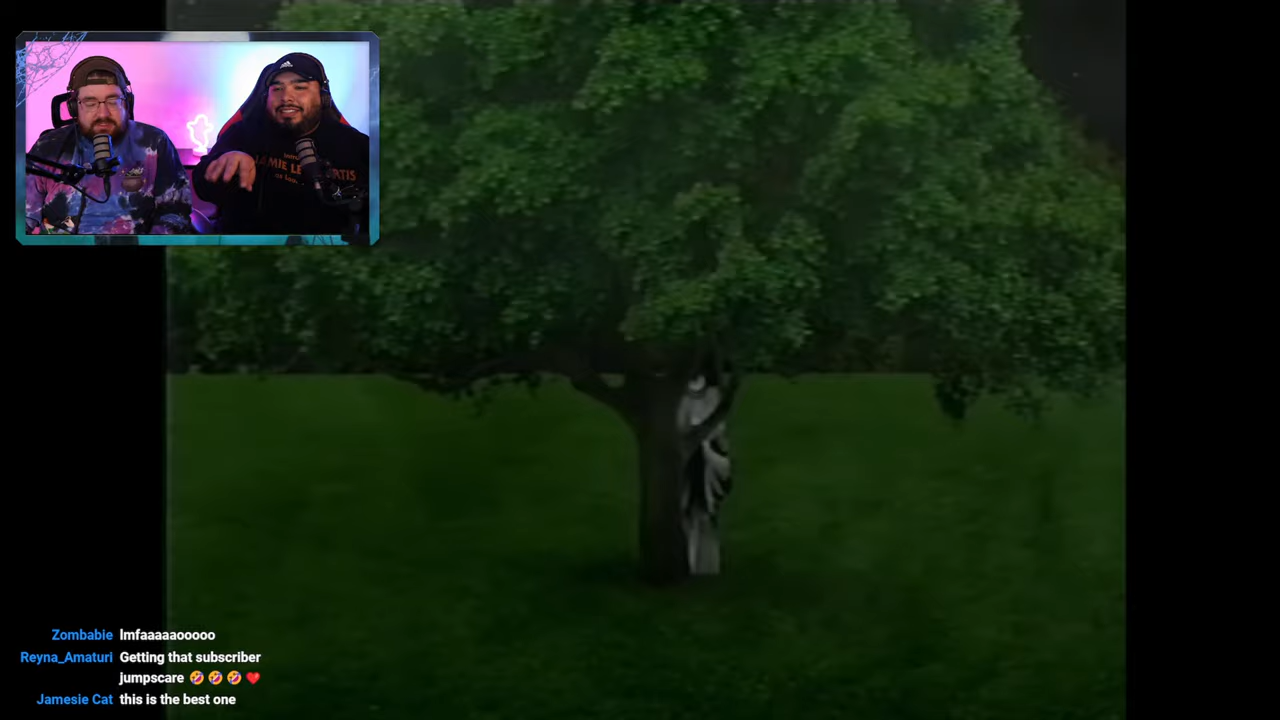 Zombabie lmfaaaaaooooo
Reyna_Amaturi Getting that subscriber
jumpscare 🤣🤣🤣❤️
Jamesie Cat this is the best one